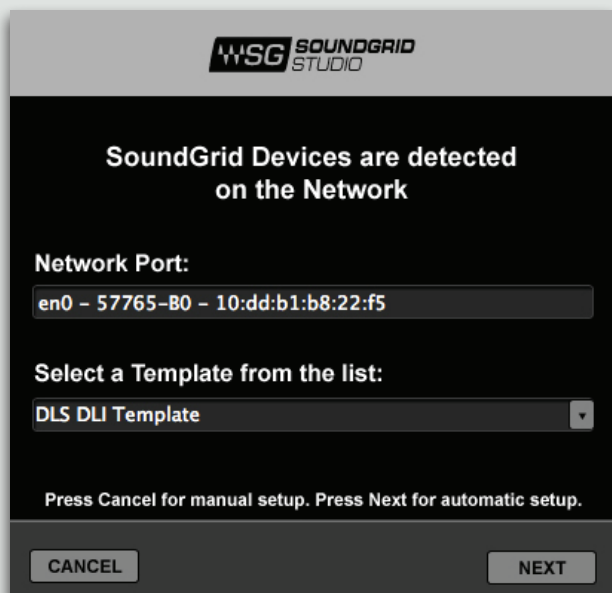 WSG SOUNDGRID
STUDIO
SoundGrid Devices are detected
on the Network
Network Port:
en0 – 57765-B0 – 10:dd:b1:b8:22:f5
Select a Template from the list:
DLS DLI Template
Press Cancel for manual setup. Press Next for automatic setup.
CANCEL
NEXT